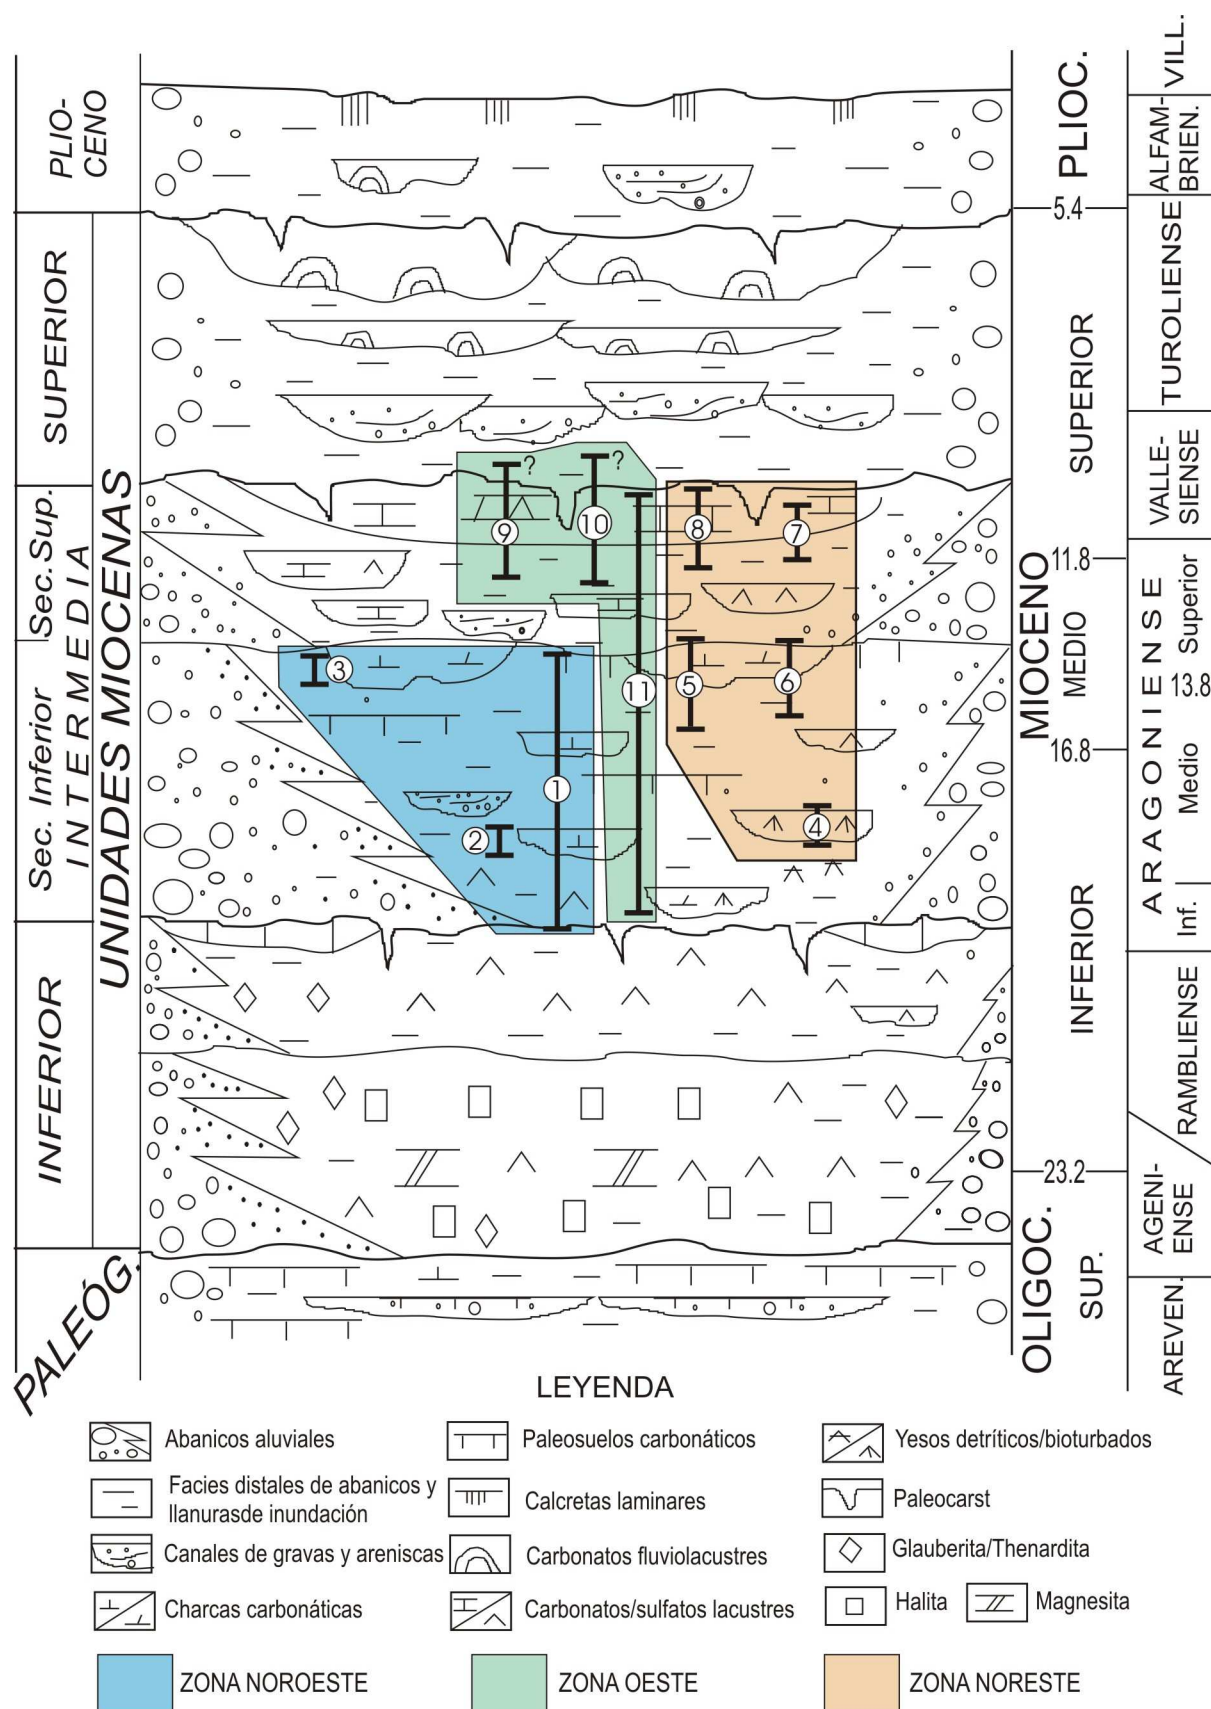 PLIO-
CENO
SUPERIOR
Sec. Sup.
Sec. Inferior
INTERMEDIA
UNIDADES MIOCENAS
INFERIOR
PALEÓG.
?
?
9
10
8
7
3
11
5
6
1
2
4
PLIOC.
5.4
SUPERIOR
11.8
MIOCENO
MEDIO
16.8
INFERIOR
23.2
OLIGOC.
SUP.
VILL.
ALFAM-
BRIEN.
TUROLIENSE
VALLE-
SIENSE
ARAGONIENSE
Superior
13.8
Medio
Inf.
RAMBLIENSE
AGENI-
ENSE
AREVEN.
LEYENDA
Abanicos aluviales
Paleosuelos carbonáticos
Yesos detríticos/bioturbados
Facies distales de abanicos y
llanurasde inundación
Calcretas laminares
Paleocarst
Canales de gravas y areniscas
Carbonatos fluviolacustres
Glauberita/Thenardita
Charcas carbonáticas
Carbonatos/sulfatos lacustres
Halita
Magnesita
ZONA NOROESTE
ZONA OESTE
ZONA NORESTE